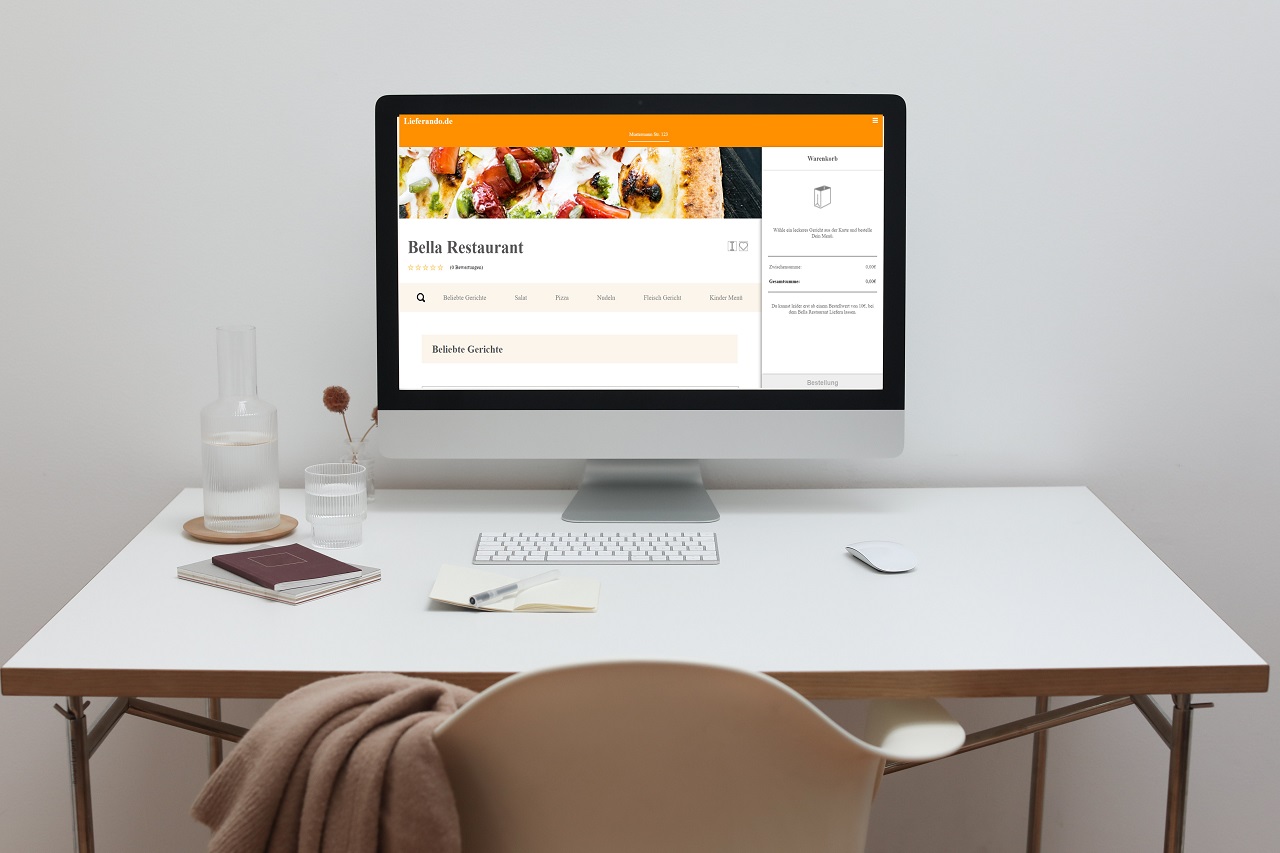 Lieferando.de
☰
Mustermann Str. 123
Warenkorb
Wähle ein leckeres Gericht aus der Karte und bestelle
Dein Menü.
Bella Restaurant
(0 Bewertungen)
Zwischensumme: 0,00€
Gesamtsumme: 0,00€
Beliebte Gerichte Salat Pizza Nudeln Fleisch Gericht Kinder Menü
Du kannst leider erst ab einem Bestellwert von 10€, bei
dem Bella Restaurant Liefern lassen.
Beliebte Gerichte
Bestellung